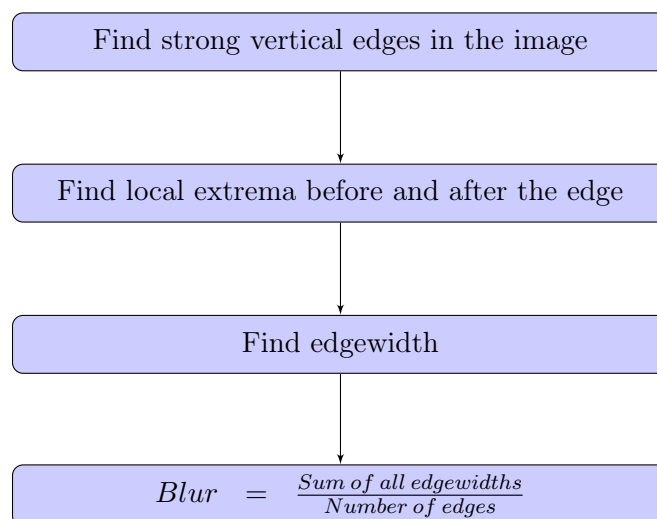 Find strong vertical edges in the image
Find local extrema before and after the edge
Find edgewidth
Blur = \frac{Sum of all edgewidths}{Number of edges}